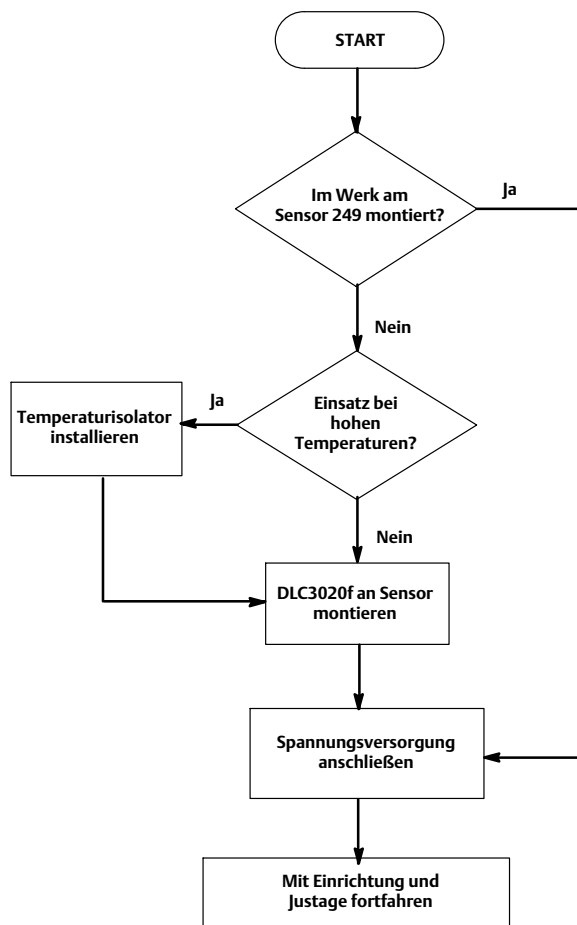 START
Im Werk am
Sensor 249 montiert?
Ja
Nein
Einsatz bei
hohen
Temperaturen?
Ja
Temperaturisolator
installieren
Nein
DLC3020f an Sensor
montieren
Spannungsversorgung
anschließen
Mit Einrichtung und
Justage fortfahren